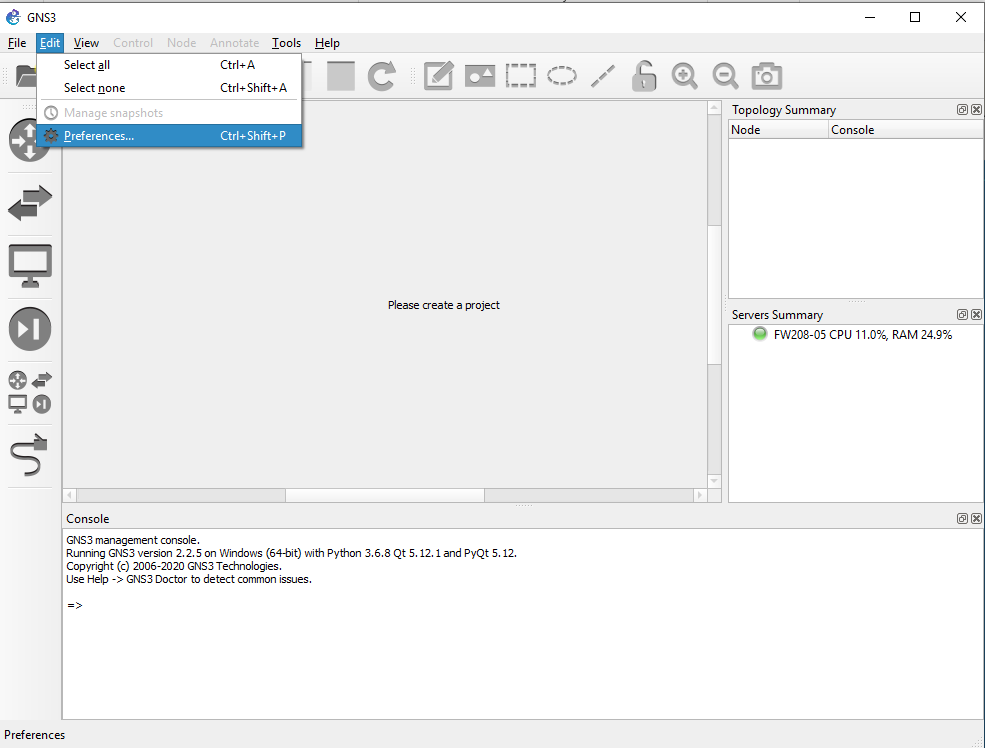 GNS3
File Edit View Control Node Annotate Tools Help
Select all Ctrl+A
Select none Ctrl+Shift+A
Manage snapshots
Preferences... Ctrl+Shift+P
Topology Summary
Node Console
Please create a project
Servers Summary
FW208-05 CPU 11.0%, RAM 24.9%
Console
GNS3 management console.
Running GNS3 version 2.2.5 on Windows (64-bit) with Python 3.6.8 Qt 5.12.1 and PyQt 5.12.
Copyright (c) 2006-2020 GNS3 Technologies.
Use Help -> GNS3 Doctor to detect common issues.
=>
Preferences